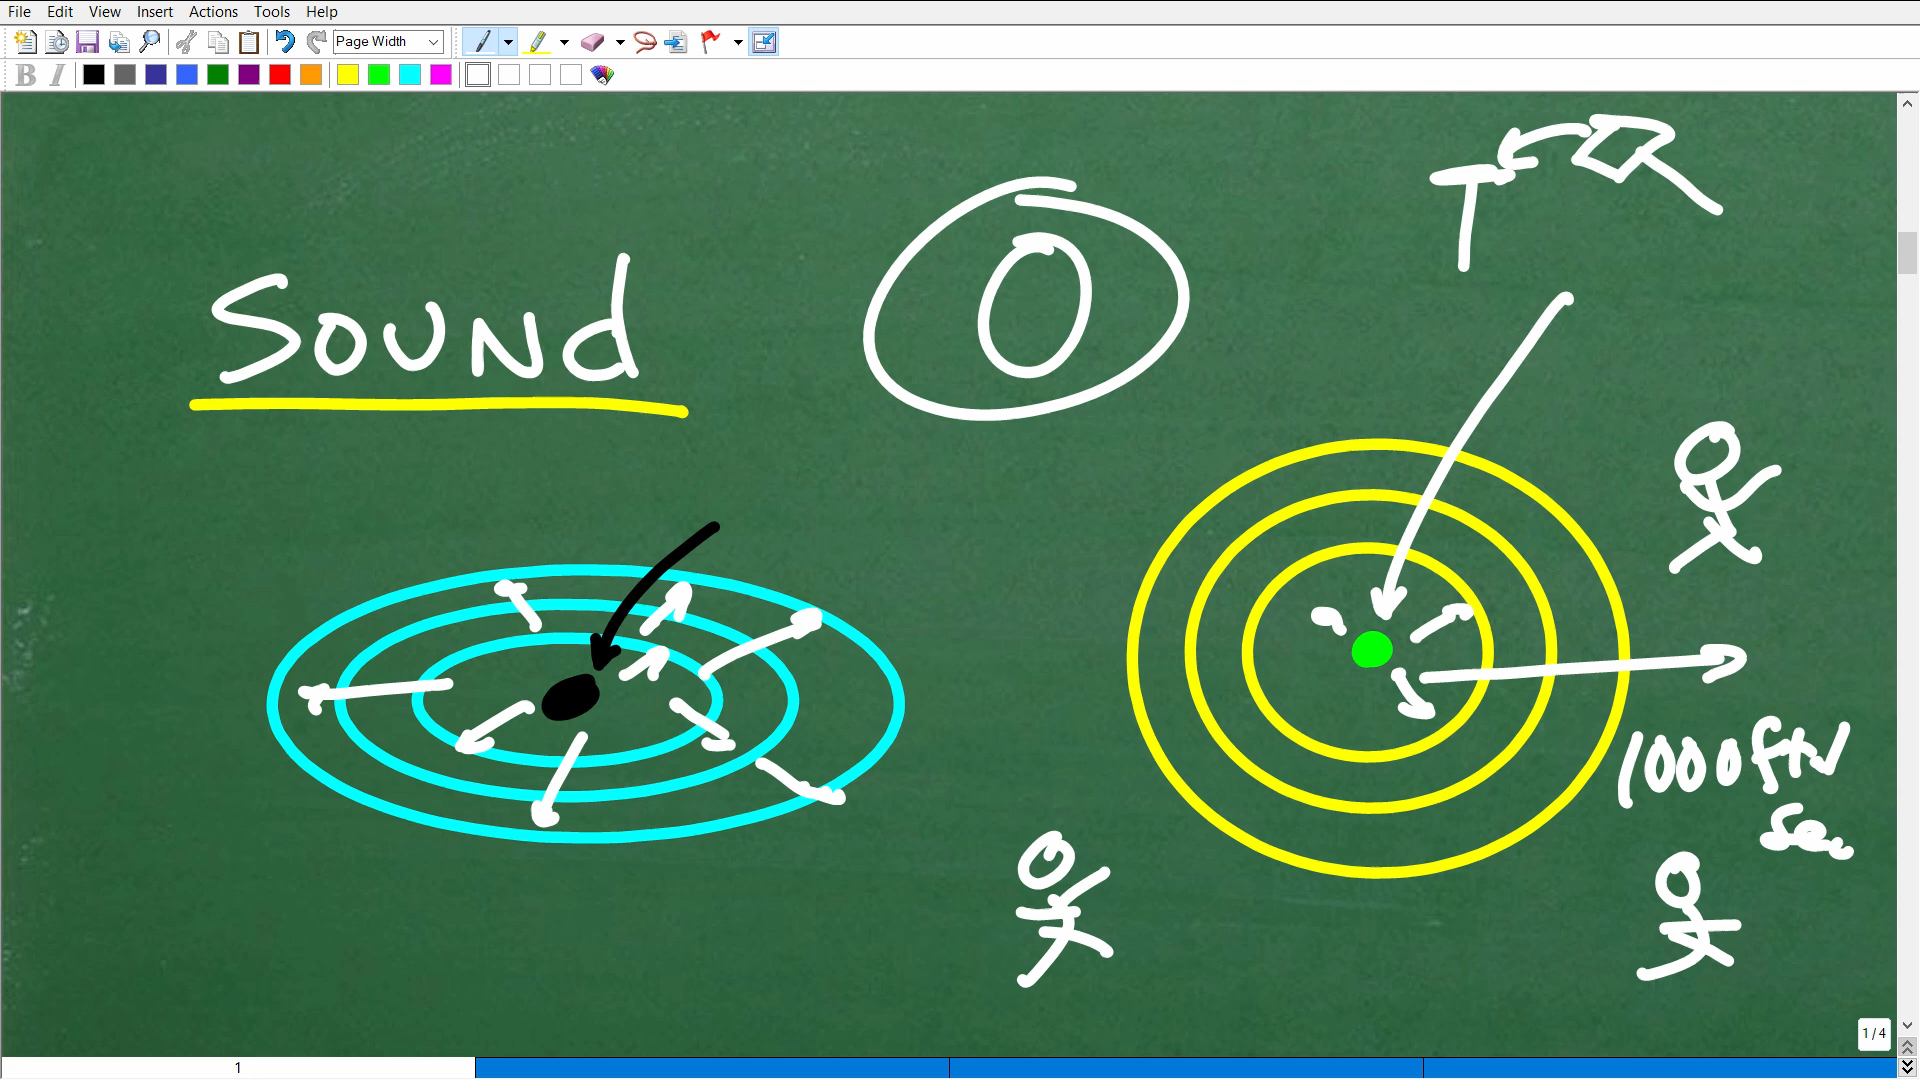 File Edit View Insert Actions Tools Help
Page Width
B I
Sound
1000 ft/
sec
1 / 4
1